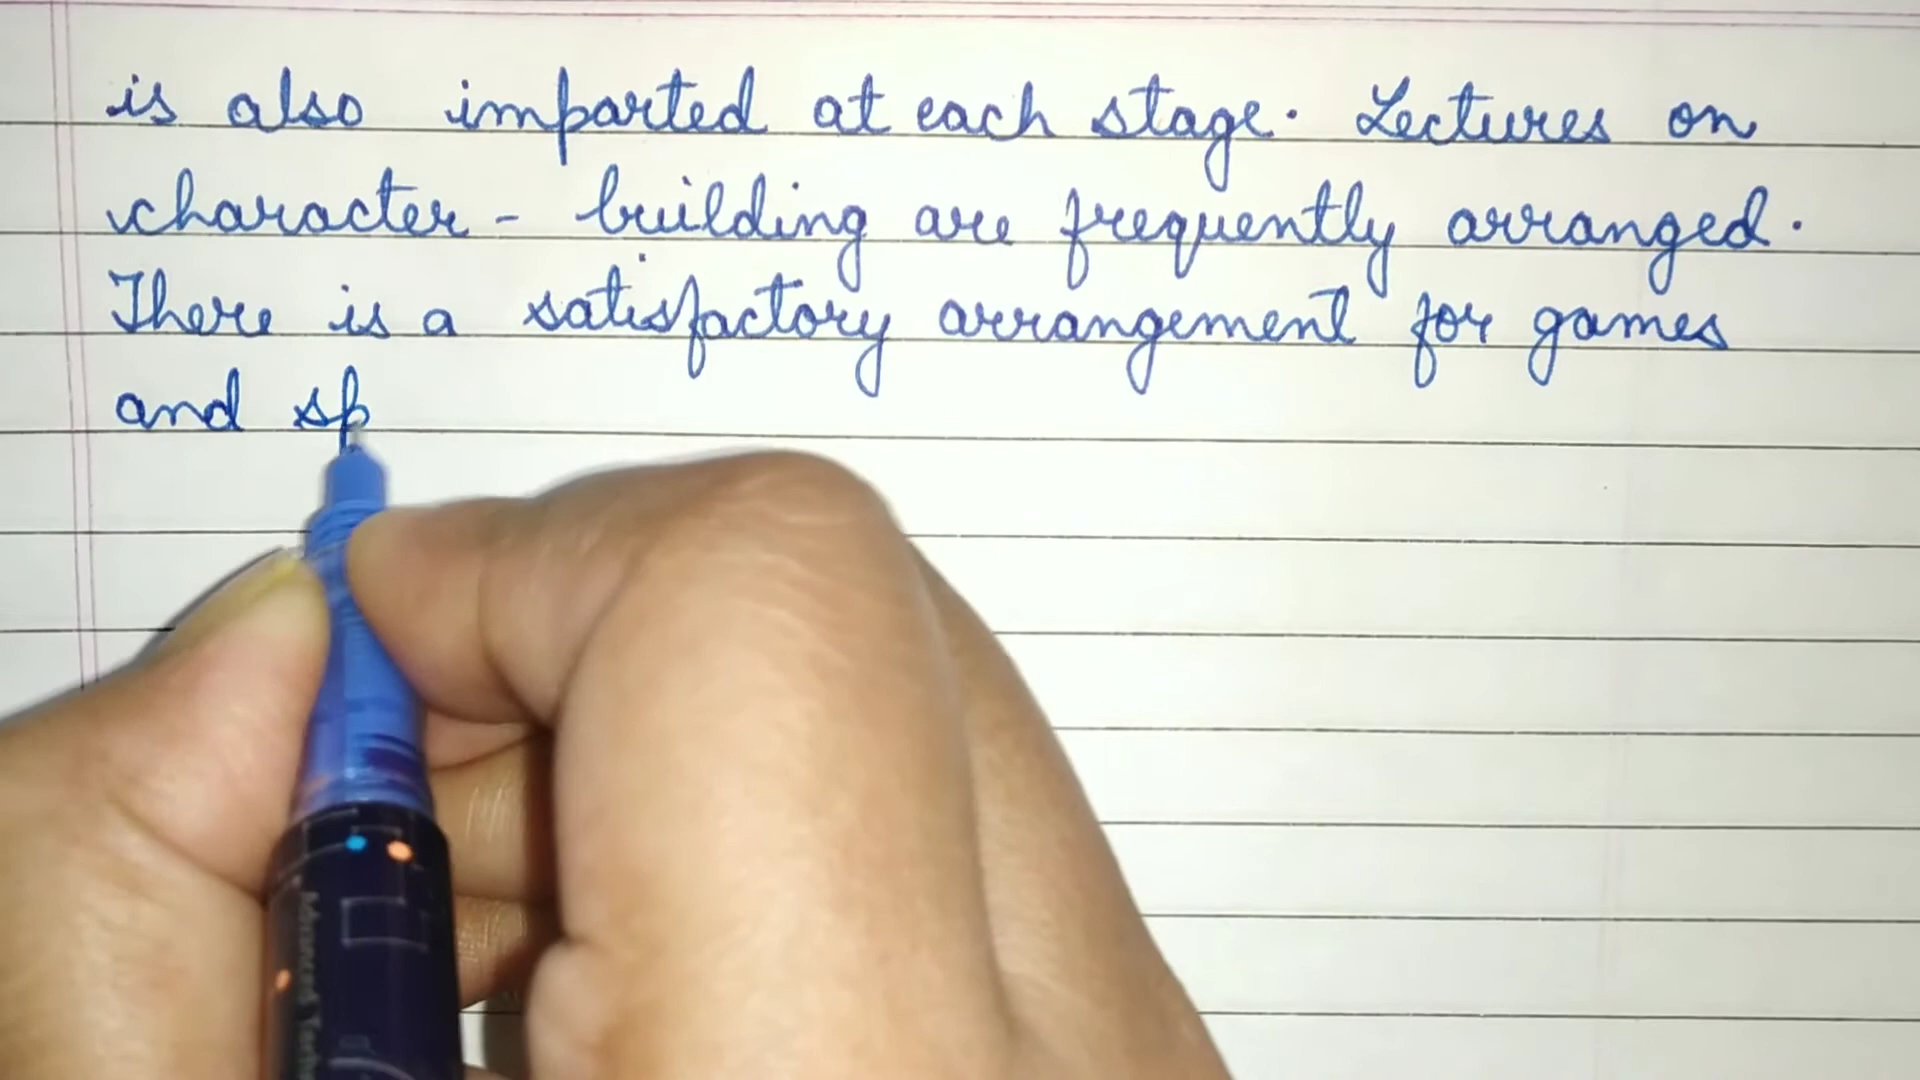 is also imparted at each stage. Lectures on
character - building are frequently arranged.
There is a satisfactory arrangement for games
and sp